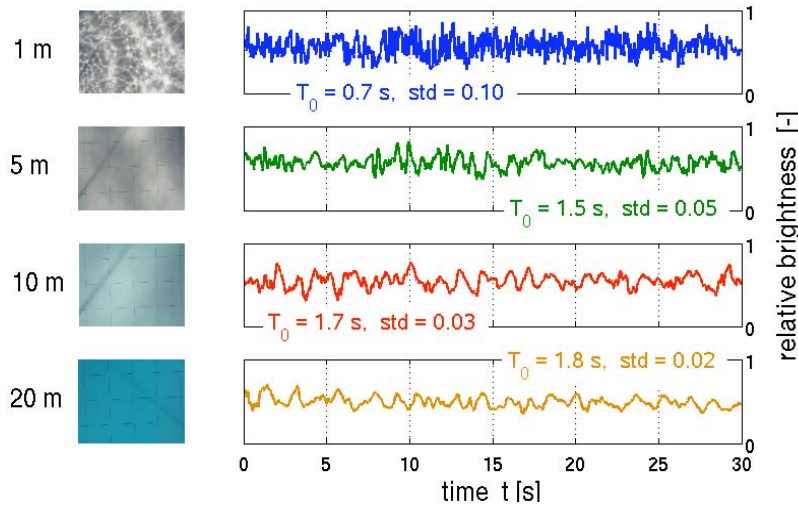 1 m
1
0
T₀ = 0.7 s, std = 0.10
5 m
1
0
T₀ = 1.5 s, std = 0.05
10 m
1
0
T₀ = 1.7 s, std = 0.03
20 m
1
0
T₀ = 1.8 s, std = 0.02
0 5 10 15 20 25 30
time t [s]
relative brightness [-]